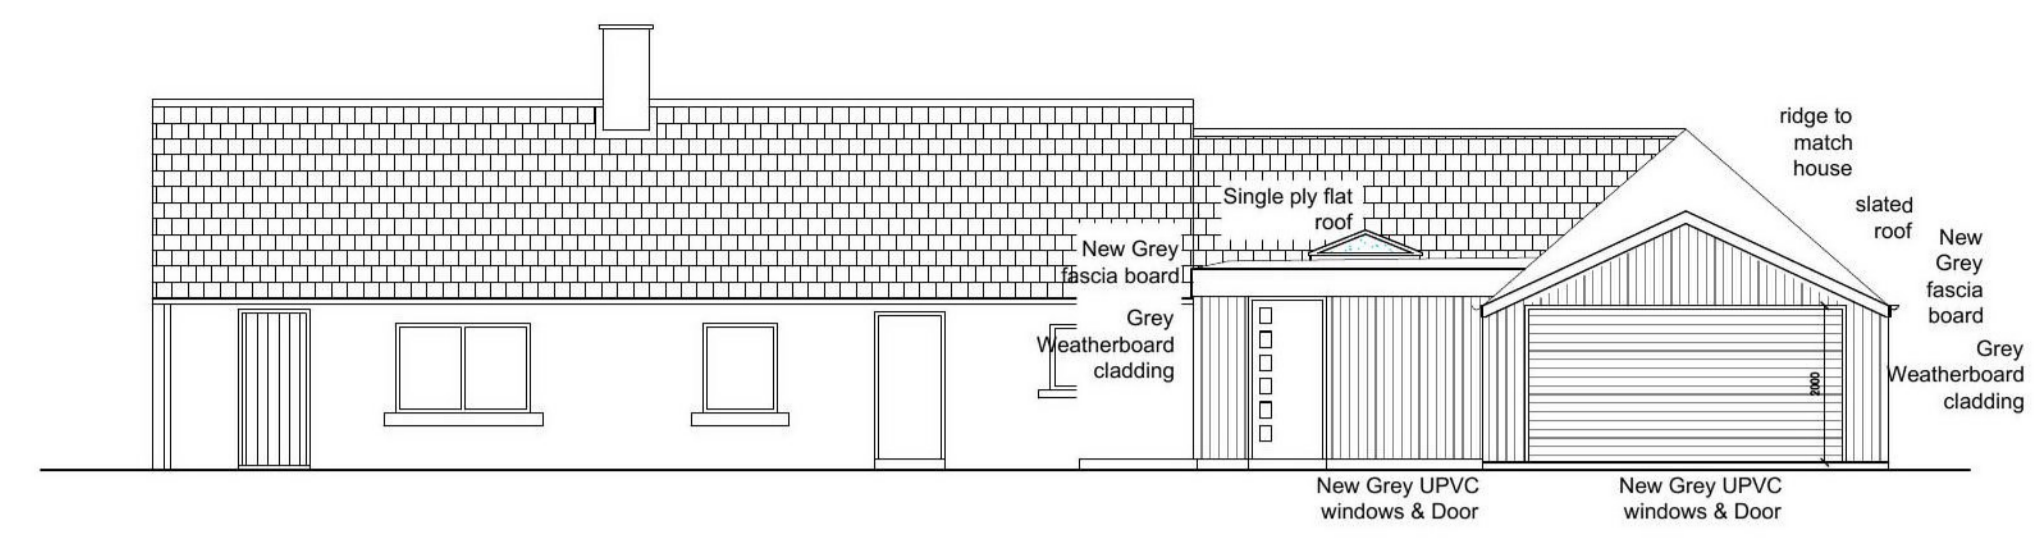 ridge to
match
house
Single ply flat
roof
slated
roof
New Grey
fascia board
New
Grey
fascia
board
Grey
Weatherboard
cladding
Grey
Weatherboard
cladding
2000
New Grey UPVC
windows & Door
New Grey UPVC
windows & Door